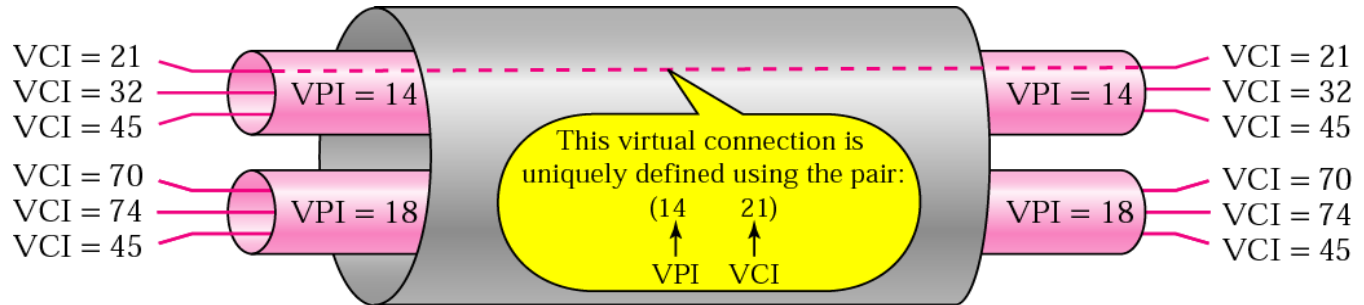 VCI = 21
VCI = 32
VCI = 45
VPI = 14
VCI = 70
VCI = 74
VCI = 45
VPI = 18
This virtual connection is
uniquely defined using the pair:
(14 21)
VPI VCI
VPI = 14
VCI = 21
VCI = 32
VCI = 45
VPI = 18
VCI = 70
VCI = 74
VCI = 45